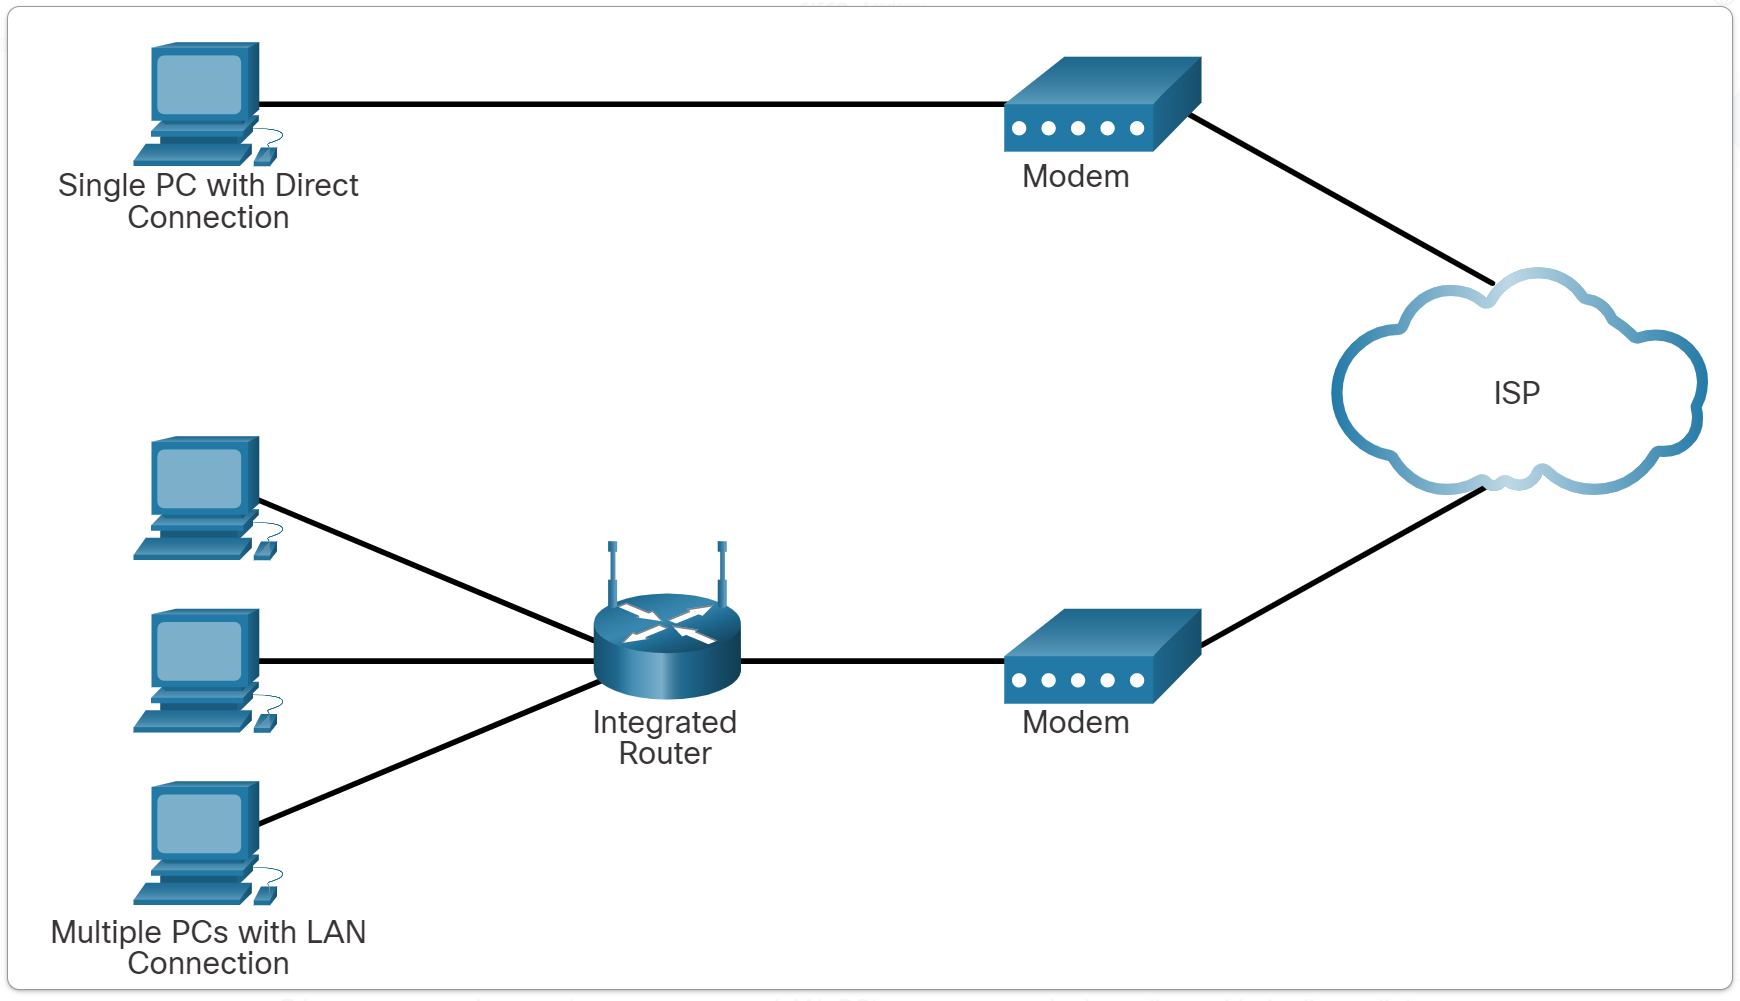 Single PC with Direct
Connection
Modem
ISP
Integrated
Router
Modem
Multiple PCs with LAN
Connection